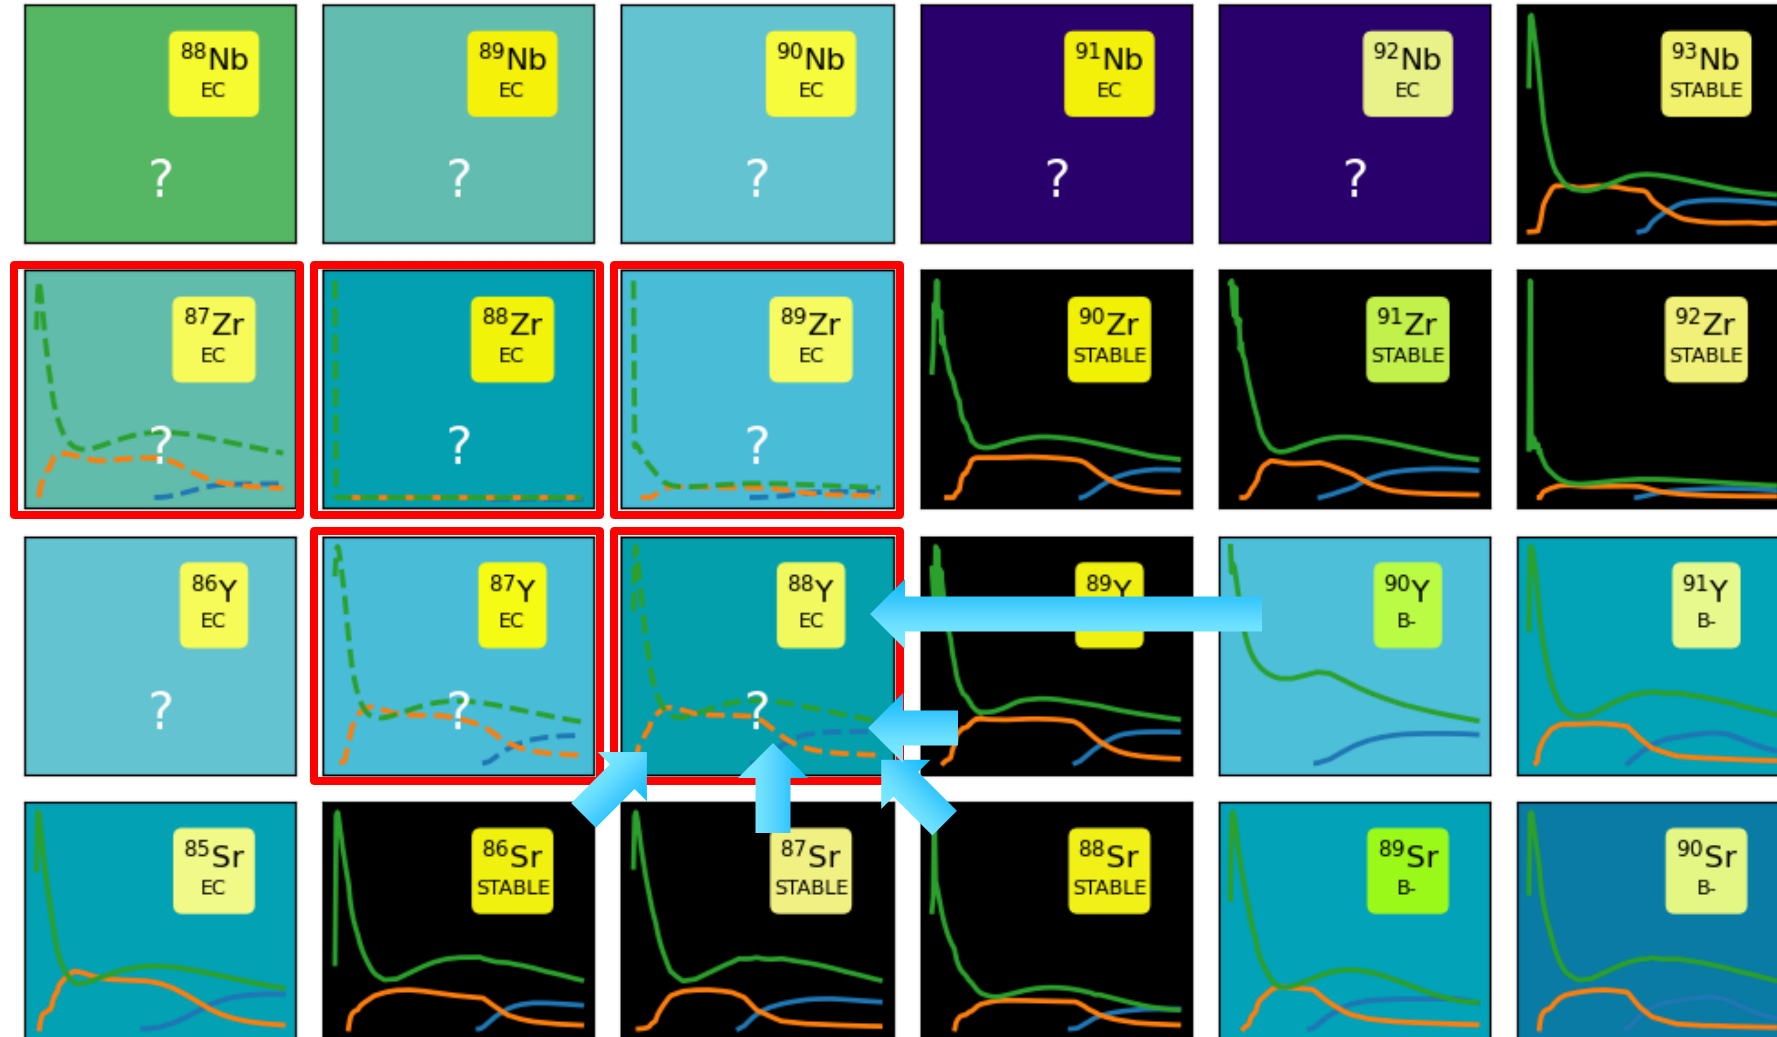 88Nb
EC
?
89Nb
EC
?
90Nb
EC
?
91Nb
EC
?
92Nb
EC
?
93Nb
STABLE
87Zr
EC
?
88Zr
EC
?
89Zr
EC
?
90Zr
STABLE
91Zr
STABLE
92Zr
STABLE
86Y
EC
?
87Y
EC
?
88Y
EC
?
89Y
90Y
B-
91Y
B-
85Sr
EC
86Sr
STABLE
87Sr
STABLE
88Sr
STABLE
89Sr
B-
90Sr
B-